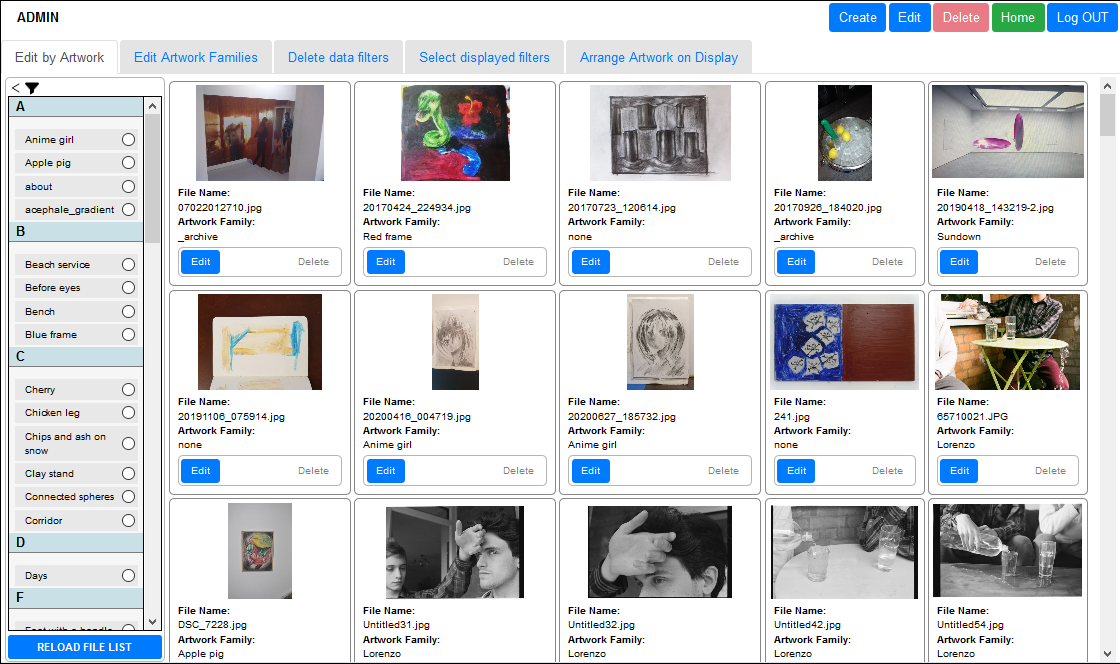 ADMIN
Create
Edit
Delete
Home
Log OUT
Edit by Artwork
Edit Artwork Families
Delete data filters
Select displayed filters
Arrange Artwork on Display
<
A
Anime girl
Apple pig
about
acephale_gradient
B
Beach service
Before eyes
Bench
Blue frame
C
Cherry
Chicken leg
Chips and ash on
snow
Clay stand
Connected spheres
Corridor
D
Days
F
RELOAD FILE LIST
File Name:
07022012710.jpg
Artwork Family:
_archive
Edit
Delete
File Name:
20170424_224934.jpg
Artwork Family:
Red frame
Edit
Delete
File Name:
20170723_120614.jpg
Artwork Family:
none
Edit
Delete
File Name:
20170926_184020.jpg
Artwork Family:
_archive
Edit
Delete
File Name:
20190418_143219-2.jpg
Artwork Family:
Sundown
Edit
Delete
File Name:
20191106_075914.jpg
Artwork Family:
none
Edit
Delete
File Name:
20200416_004719.jpg
Artwork Family:
Anime girl
Edit
Delete
File Name:
20200627_185732.jpg
Artwork Family:
Anime girl
Edit
Delete
File Name:
241.jpg
Artwork Family:
none
Edit
Delete
File Name:
65710021.JPG
Artwork Family:
Lorenzo
Edit
Delete
File Name:
DSC_7228.jpg
Artwork Family:
Apple pig
File Name:
Untitled31.jpg
Artwork Family:
Lorenzo
File Name:
Untitled32.jpg
Artwork Family:
Lorenzo
File Name:
Untitled42.jpg
Artwork Family:
Lorenzo
File Name:
Untitled54.jpg
Artwork Family:
Lorenzo